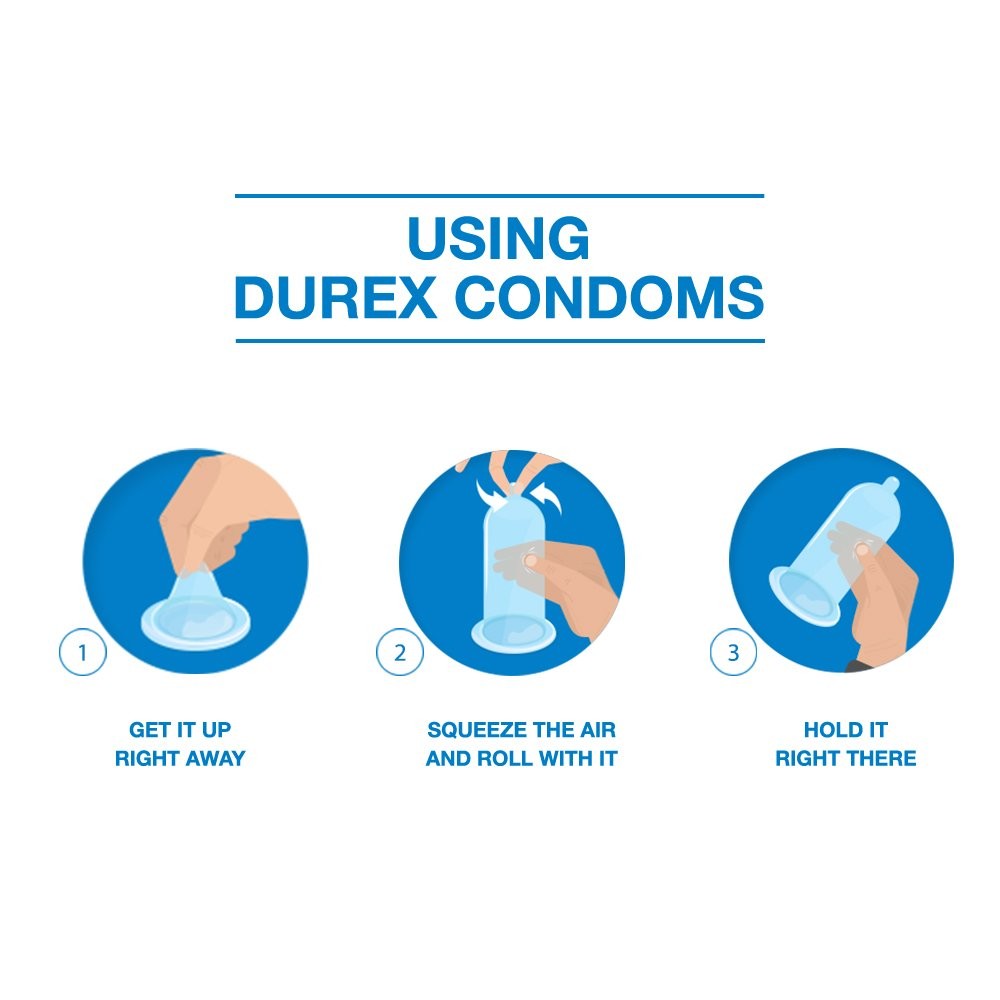 USING
DUREX CONDOMS
1
GET IT UP
RIGHT AWAY
2
SQUEEZE THE AIR
AND ROLL WITH IT
3
HOLD IT
RIGHT THERE